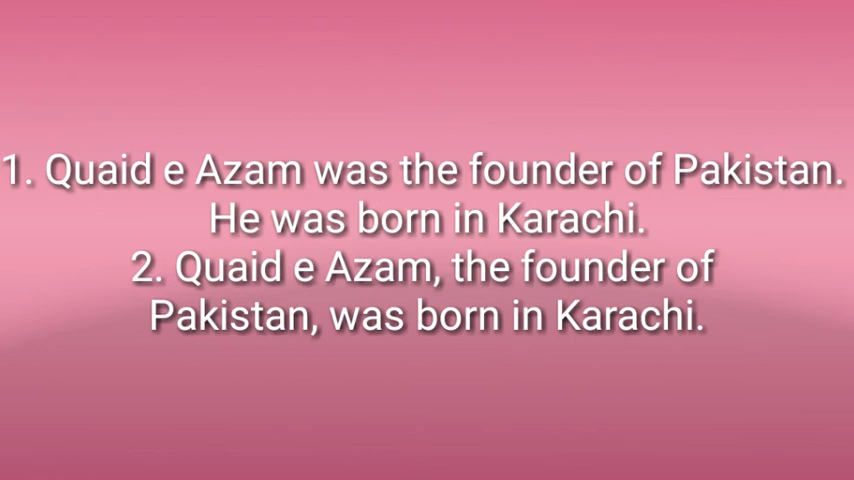 1. Quaid e Azam was the founder of Pakistan.
He was born in Karachi.
2. Quaid e Azam, the founder of
Pakistan, was born in Karachi.